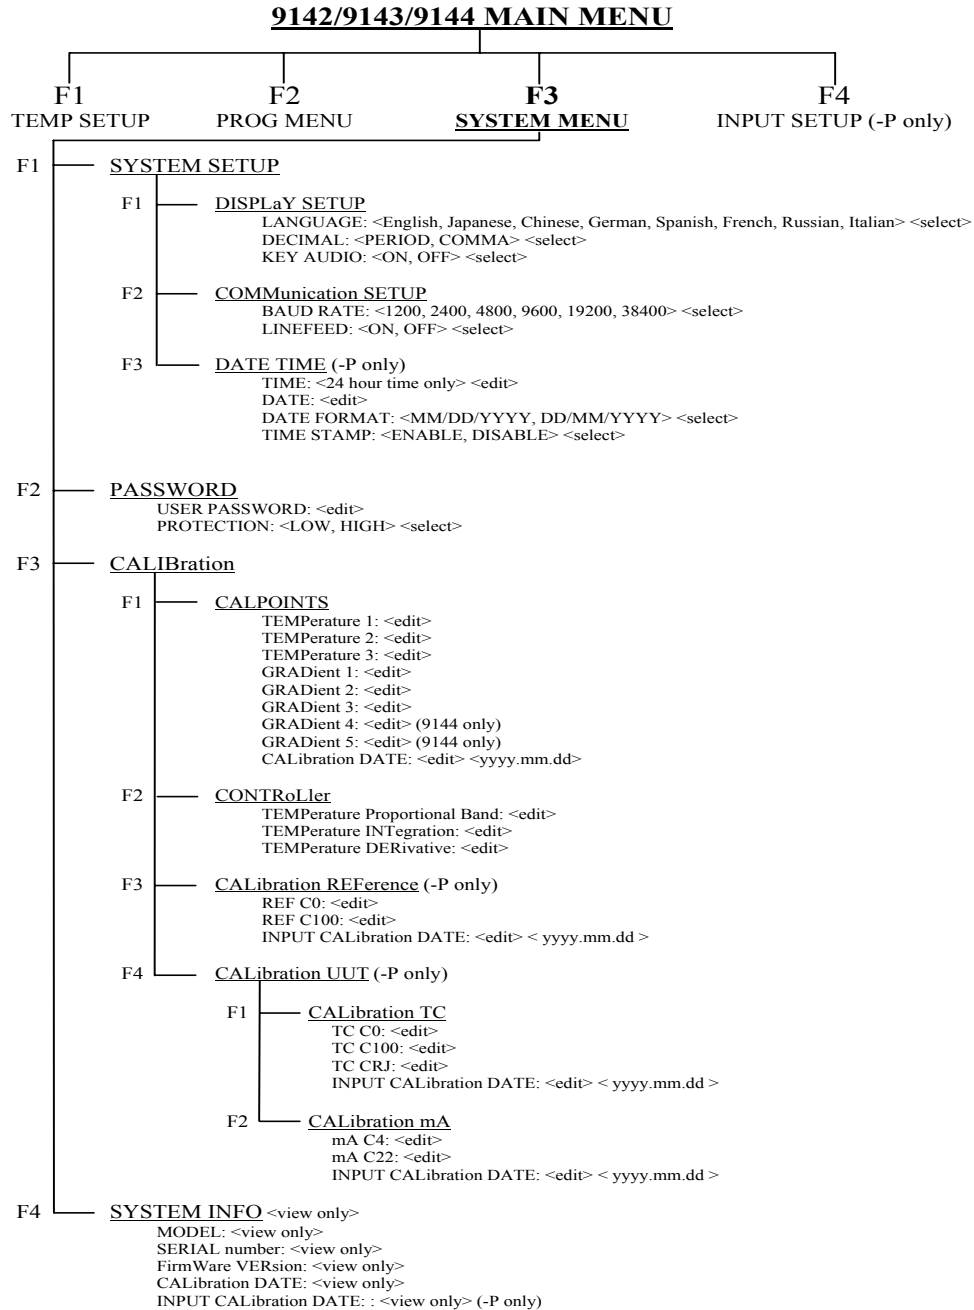 9142/9143/9144 MAIN MENU
F1 F2 F3 F4
TEMP SETUP PROG MENU SYSTEM MENU INPUT SETUP (-P only)
F1 SYSTEM SETUP
F1 DISPLaY SETUP
LANGUAGE: <English, Japanese, Chinese, German, Spanish, French, Russian, Italian> <select>
DECIMAL: <PERIOD, COMMA> <select>
KEY AUDIO: <ON, OFF> <select>
F2 COMMunication SETUP
BAUD RATE: <1200, 2400, 4800, 9600, 19200, 38400> <select>
LINEFEED: <ON, OFF> <select>
F3 DATE TIME (-P only)
TIME: <24 hour time only> <edit>
DATE: <edit>
DATE FORMAT: <MM/DD/YYYY, DD/MM/YYYY> <select>
TIME STAMP: <ENABLE, DISABLE> <select>
F2 PASSWORD
USER PASSWORD: <edit>
PROTECTION: <LOW, HIGH> <select>
F3 CALIBration
F1 CALPOINTS
TEMPerature 1: <edit>
TEMPerature 2: <edit>
TEMPerature 3: <edit>
GRADient 1: <edit>
GRADient 2: <edit>
GRADient 3: <edit>
GRADient 4: <edit> (9144 only)
GRADient 5: <edit> (9144 only)
CALibration DATE: <edit> <yyyy.mm.dd>
F2 CONTRoLler
TEMPerature Proportional Band: <edit>
TEMPerature INTegration: <edit>
TEMPerature DERivative: <edit>
F3 CALibration REFerence (-P only)
REF C0: <edit>
REF C100: <edit>
INPUT CALibration DATE: <edit> < yyyy.mm.dd >
F4 CALibration UUT (-P only)
F1 CALibration TC
TC C0: <edit>
TC C100: <edit>
TC CRJ: <edit>
INPUT CALibration DATE: <edit> < yyyy.mm.dd >
F2 CALibration mA
mA C4: <edit>
mA C22: <edit>
INPUT CALibration DATE: <edit> < yyyy.mm.dd >
F4 SYSTEM INFO <view only>
MODEL: <view only>
SERIAL number: <view only>
FirmWare VERsion: <view only>
CALibration DATE: <view only>
INPUT CALibration DATE: : <view only> (-P only)